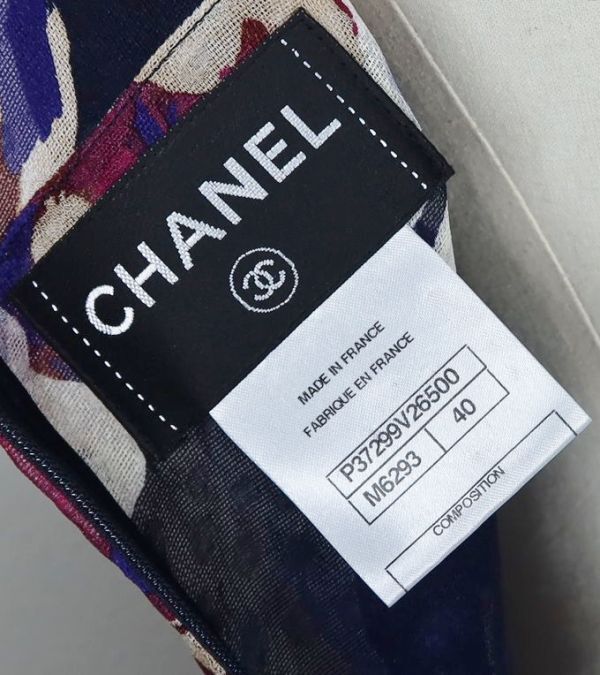 CHANEL
MADE IN FRANCE
FABRIQUE EN FRANCE
P37299V26500
M6293 40
COMPOSITION